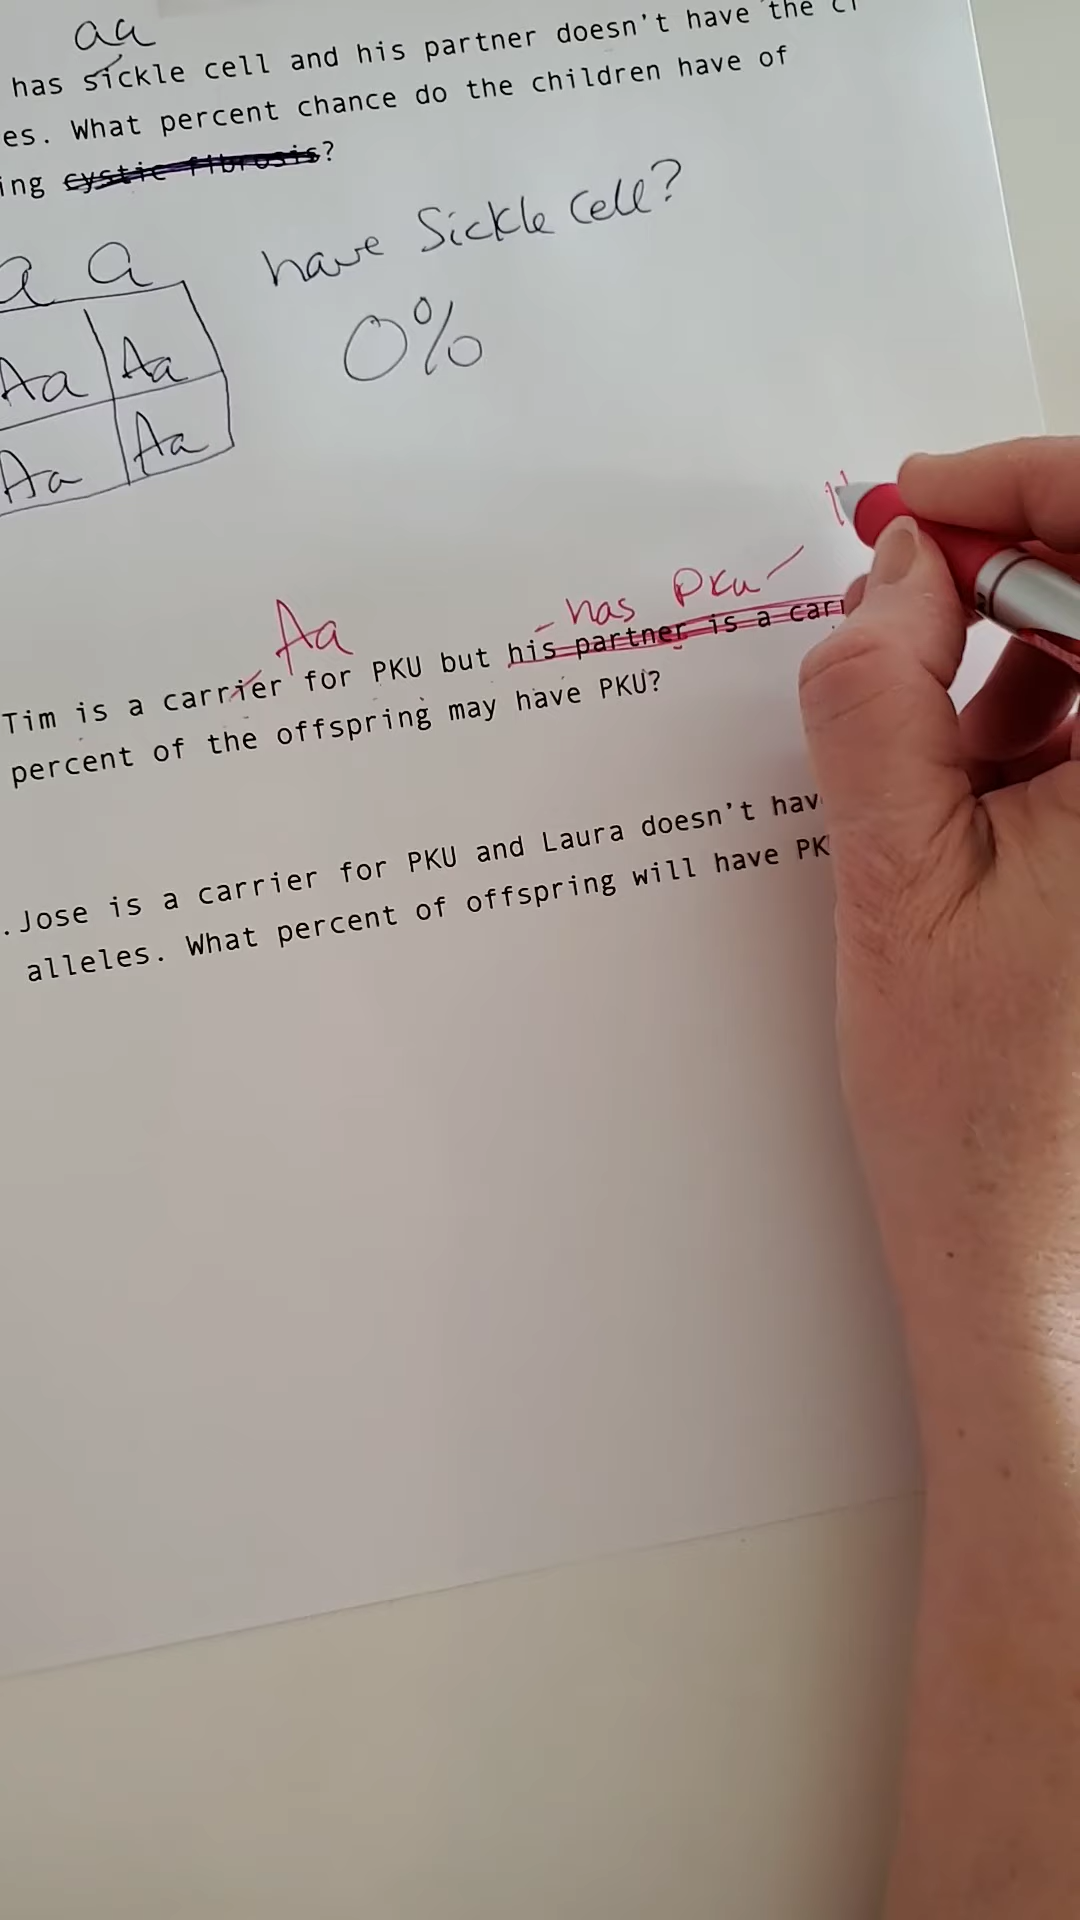 aa
has sickle cell and his partner doesn't have the
es. What percent chance do the children have of
ing cystic fibrosis?
have Sickle Cell?
a a
0%
Aa Aa
Aa Aa
has PKu
Aa
Tim is a carrier for PKU but his partner is a carr
percent of the offspring may have PKU?
.Jose is a carrier for PKU and Laura doesn't hav
alleles. What percent of offspring will have PK